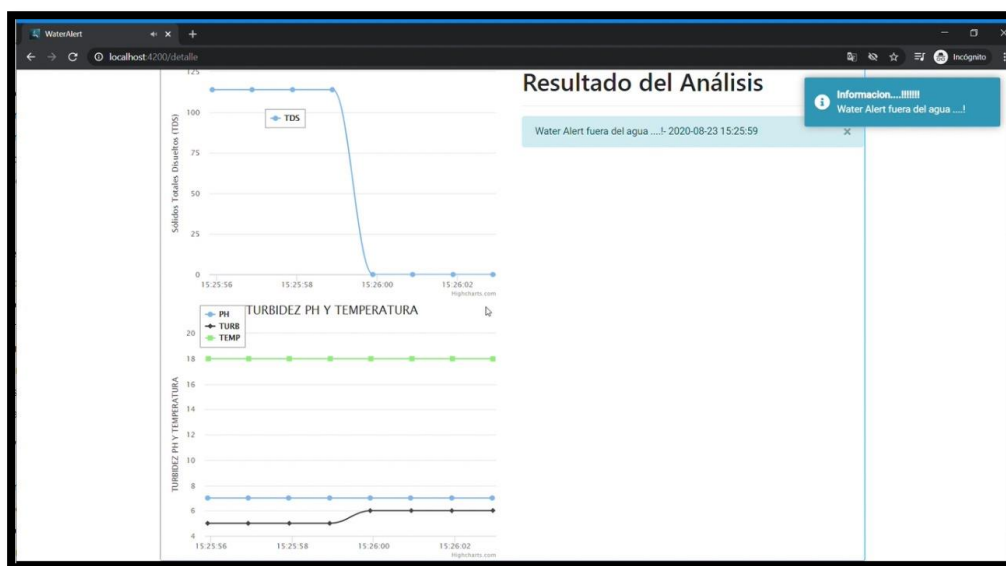 WaterAlert
localhost:4200/detalle
Incógnito
125
100
75
50
25
0
Sólidos Totales Disueltos (TDS)
TDS
15:25:56 15:25:58 15:26:00 15:26:02
Highcharts.com
TURBIDEZ PH Y TEMPERATURA
PH
TURB
TEMP
20
18
16
14
12
10
8
6
4
TURBIDEZ PH Y TEMPERATURA
15:25:56 15:25:58 15:26:00 15:26:02
Highcharts.com
Resultado del Análisis
Water Alert fuera del agua ....!- 2020-08-23 15:25:59
Informacion....!!!!!!!
Water Alert fuera del agua ....!